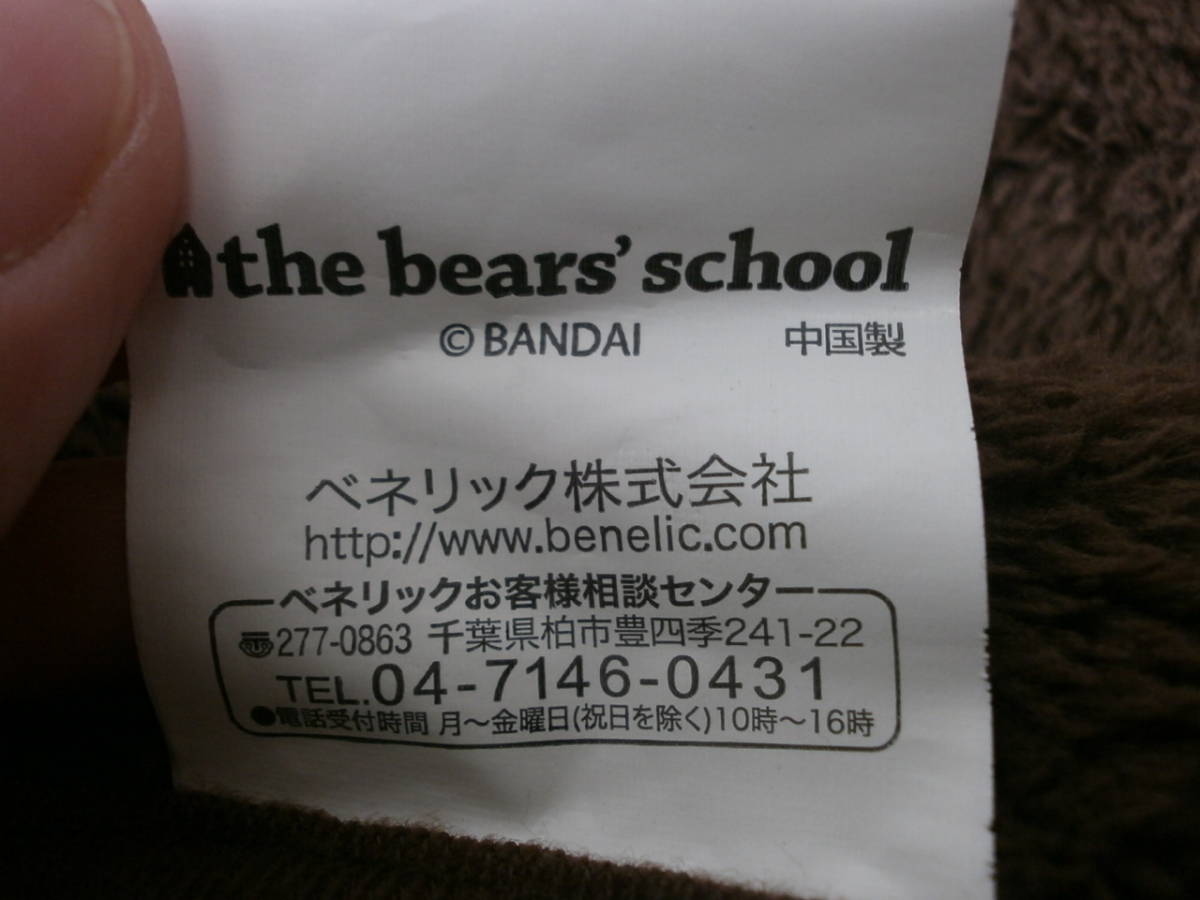 the bears' school
© BANDAI 中国製
ベネリック株式会社
http://www.benelic.com
ベネリックお客様相談センター
〠277-0863 千葉県柏市豊四季241-22
TEL.04-7146-0431
●電話受付時間 月〜金曜日(祝日を除く)10時〜16時